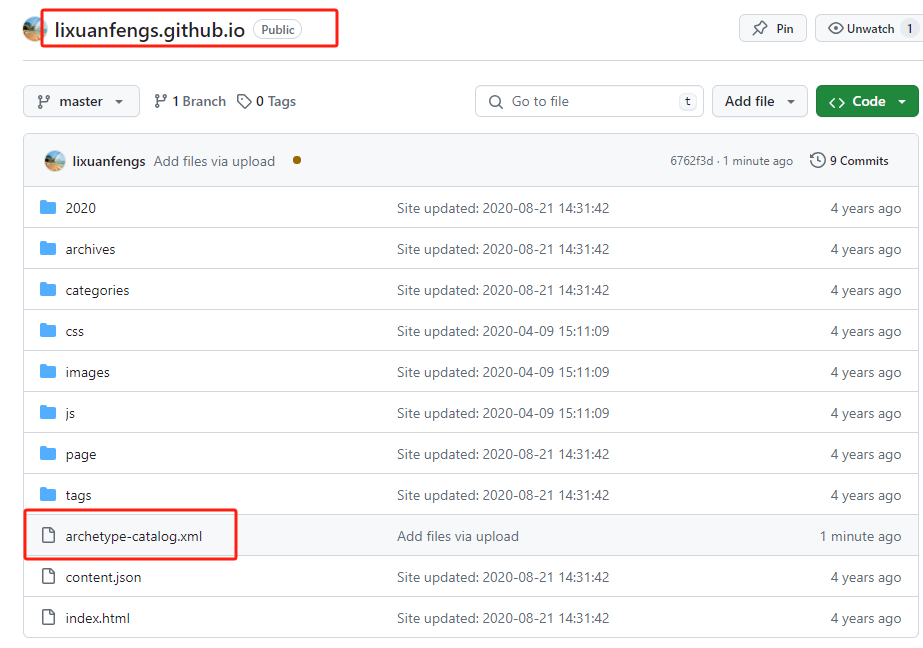 lixuanfengs.github.io Public Pin Unwatch 1
master 1 Branch 0 Tags Go to file t Add file Code
lixuanfengs Add files via upload 6762f3d · 1 minute ago 9 Commits
2020 Site updated: 2020-08-21 14:31:42 4 years ago
archives Site updated: 2020-08-21 14:31:42 4 years ago
categories Site updated: 2020-08-21 14:31:42 4 years ago
css Site updated: 2020-04-09 15:11:09 4 years ago
images Site updated: 2020-04-09 15:11:09 4 years ago
js Site updated: 2020-04-09 15:11:09 4 years ago
page Site updated: 2020-08-21 14:31:42 4 years ago
tags Site updated: 2020-08-21 14:31:42 4 years ago
archetype-catalog.xml Add files via upload 1 minute ago
content.json Site updated: 2020-08-21 14:31:42 4 years ago
index.html Site updated: 2020-08-21 14:31:42 4 years ago